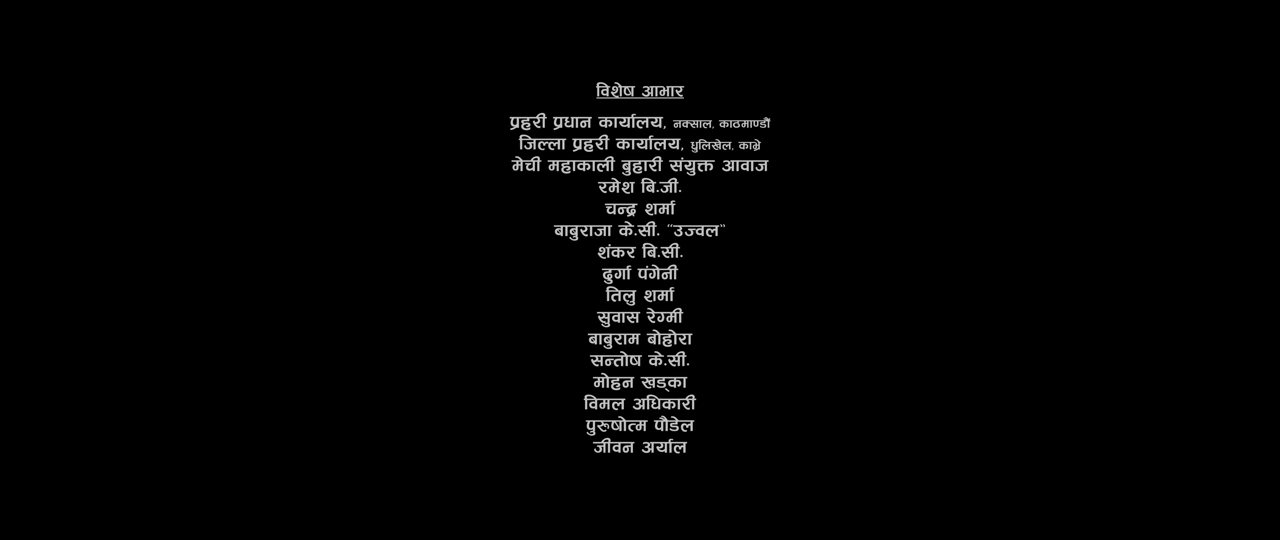 विशेष आभार
प्रहरी प्रधान कार्यालय, नक्साल, काठमाण्डौं
जिल्ला प्रहरी कार्यालय, धुलिखेल, काभ्रे
मेची महाकाली बुहारी संयुक्त आवाज
रमेश बि.जी.
चन्द्र शर्मा
बाबुराजा के.सी. "उज्वल"
शंकर बि.सी.
दुर्गा पंगेनी
तिलु शर्मा
सुवास रेग्मी
बाबुराम बोहोरा
सन्तोष के.सी.
मोहन खड्का
विमल अधिकारी
पुरुषोत्म पौडेल
जीवन अर्याल